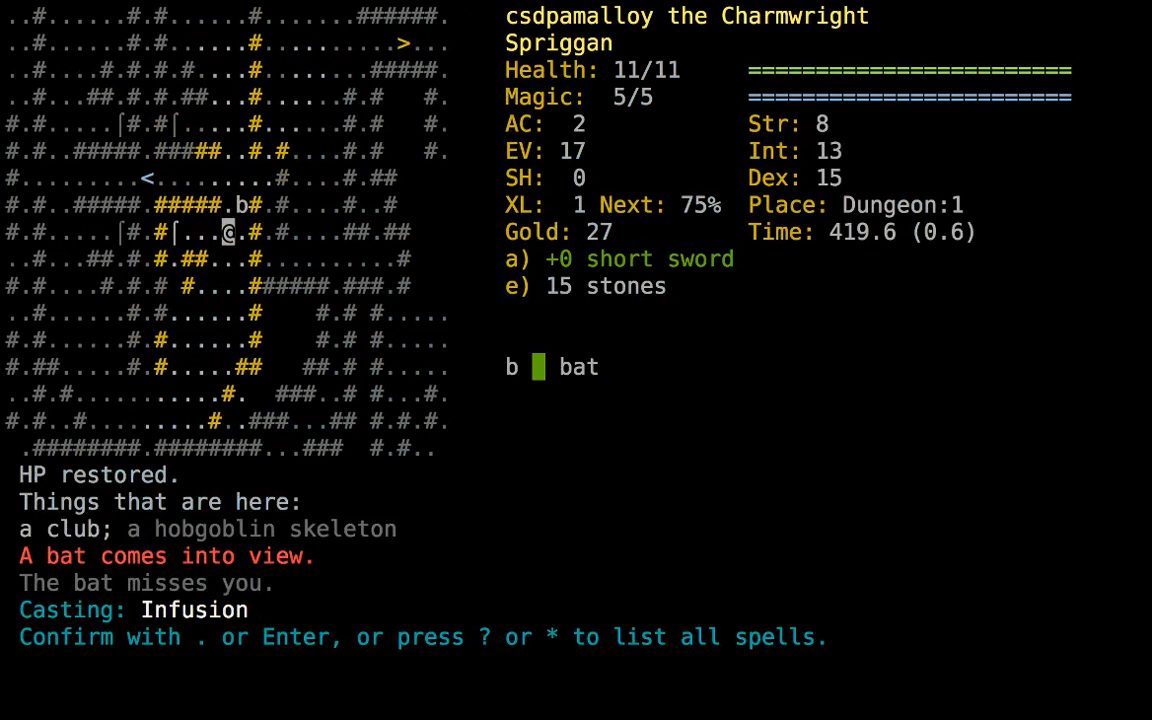 ..#......#.#......#.......######.   csdpamalloy the Charmwright
..#......#.#......#..........>...   Spriggan
.#....#.#.#.#....#........#####.   Health: 11/11   ========================
..#...##.#.#.##...#......#.#   #.   Magic:  5/5    ========================
#.#.....⌠#.#⌠.....#......#.#   #.   AC:  2   Str: 8
#.#..#####.#####..#.#....#.#   #.   EV: 17   Int: 13
#.........<.........#....#.##   SH:  0   Dex: 15
#.#..#####.#####.b#.#....#..#   XL:  1 Next: 75%   Place: Dungeon:1
#.#.....⌠#.#⌠...@.#.#....##.##   Gold: 27   Time: 419.6 (0.6)
..#...##.#.#.##...#..........#   a) +0 short sword
#.#....#.#.# #....######.###.#   e) 15 stones
..#......#.#......#    #.# #.....
#.#......#.#......#    #.# #.....
#.##.....#.#.....##   ##.# #.....   b   bat
..#.#...........#.  ###..# #...#.
#.#..#.........#..###...## #.#.#.
.########.########...###  #.#..
HP restored.
Things that are here:
a club; a hobgoblin skeleton
A bat comes into view.
The bat misses you.
Casting: Infusion
Confirm with . or Enter, or press ? or * to list all spells.